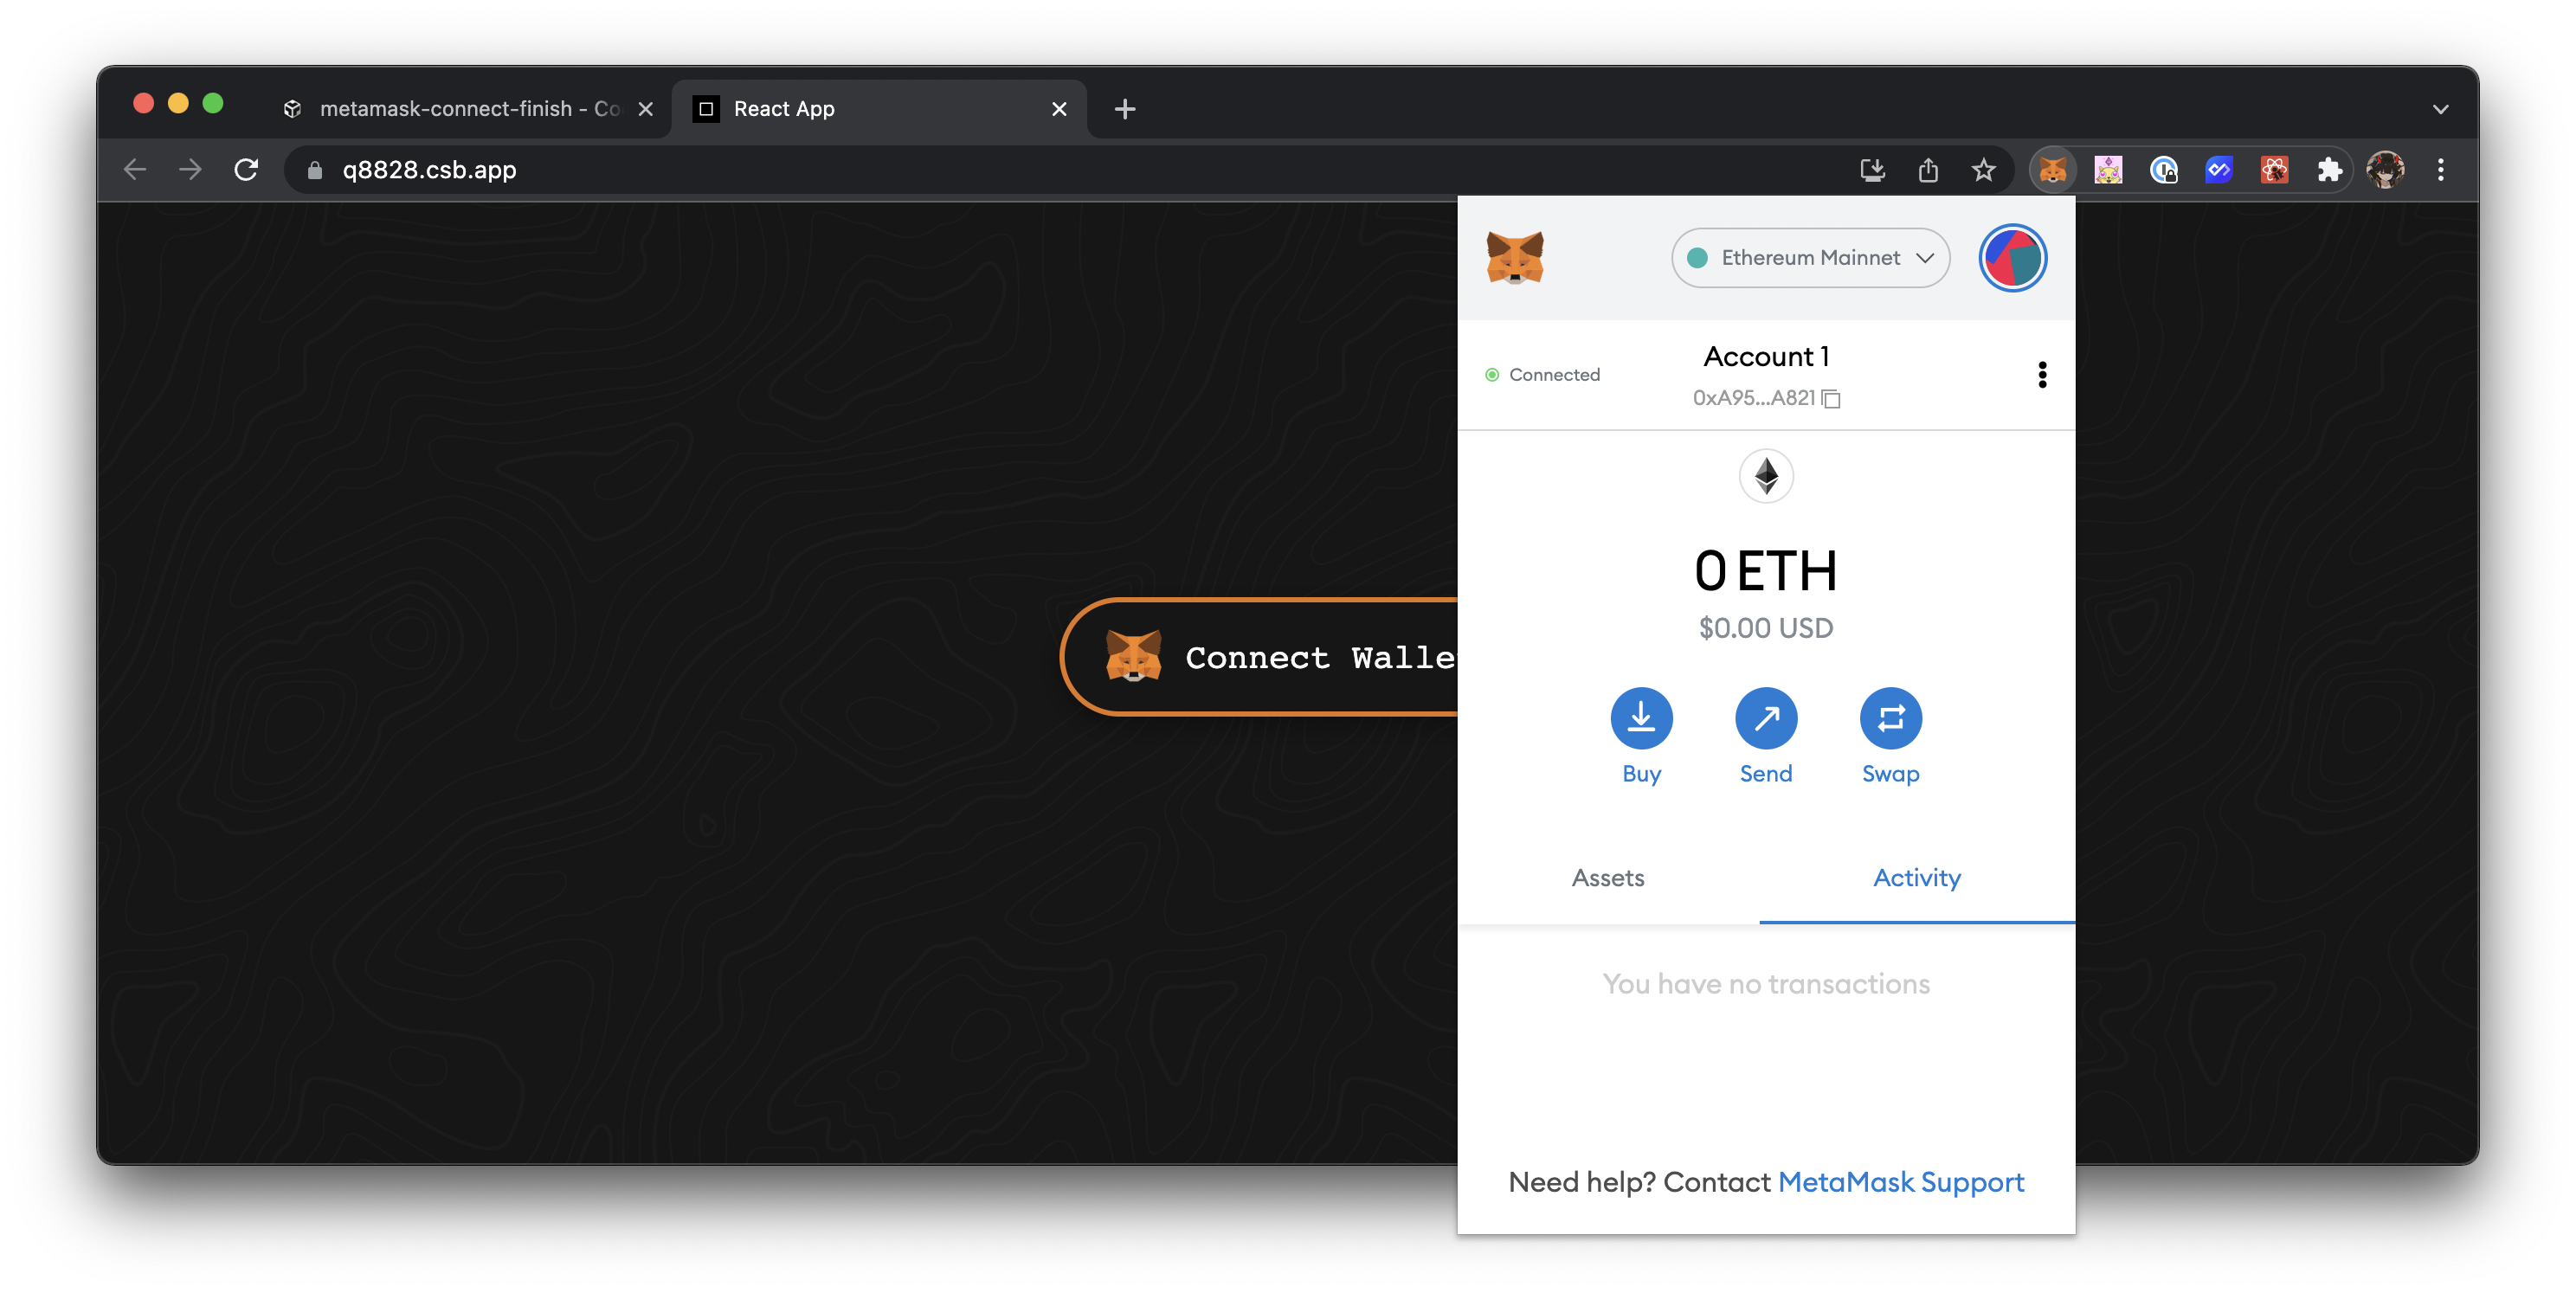 metamask-connect-finish - Co
React App
q8828.csb.app
Ethereum Mainnet
Connected
Account 1
0xA95...A821
0 ETH
$0.00 USD
Connect Walle
Buy
Send
Swap
Assets
Activity
You have no transactions
Need help? Contact MetaMask Support